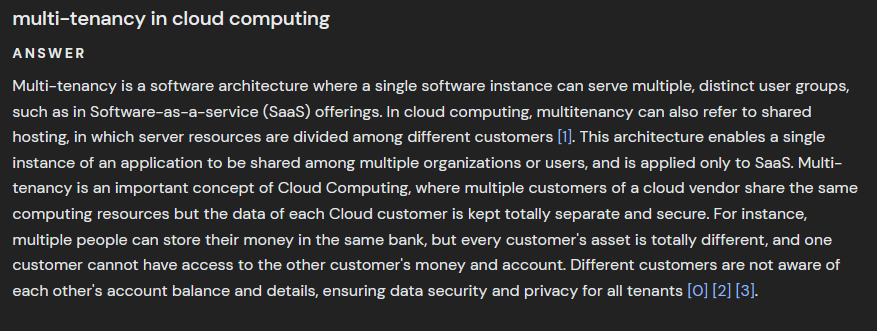 multi-tenancy in cloud computing
ANSWER
Multi-tenancy is a software architecture where a single software instance can serve multiple, distinct user groups,
such as in Software-as-a-service (SaaS) offerings. In cloud computing, multitenancy can also refer to shared
hosting, in which server resources are divided among different customers [1]. This architecture enables a single
instance of an application to be shared among multiple organizations or users, and is applied only to SaaS. Multi-
tenancy is an important concept of Cloud Computing, where multiple customers of a cloud vendor share the same
computing resources but the data of each Cloud customer is kept totally separate and secure. For instance,
multiple people can store their money in the same bank, but every customer's asset is totally different, and one
customer cannot have access to the other customer's money and account. Different customers are not aware of
each other's account balance and details, ensuring data security and privacy for all tenants [0] [2] [3].